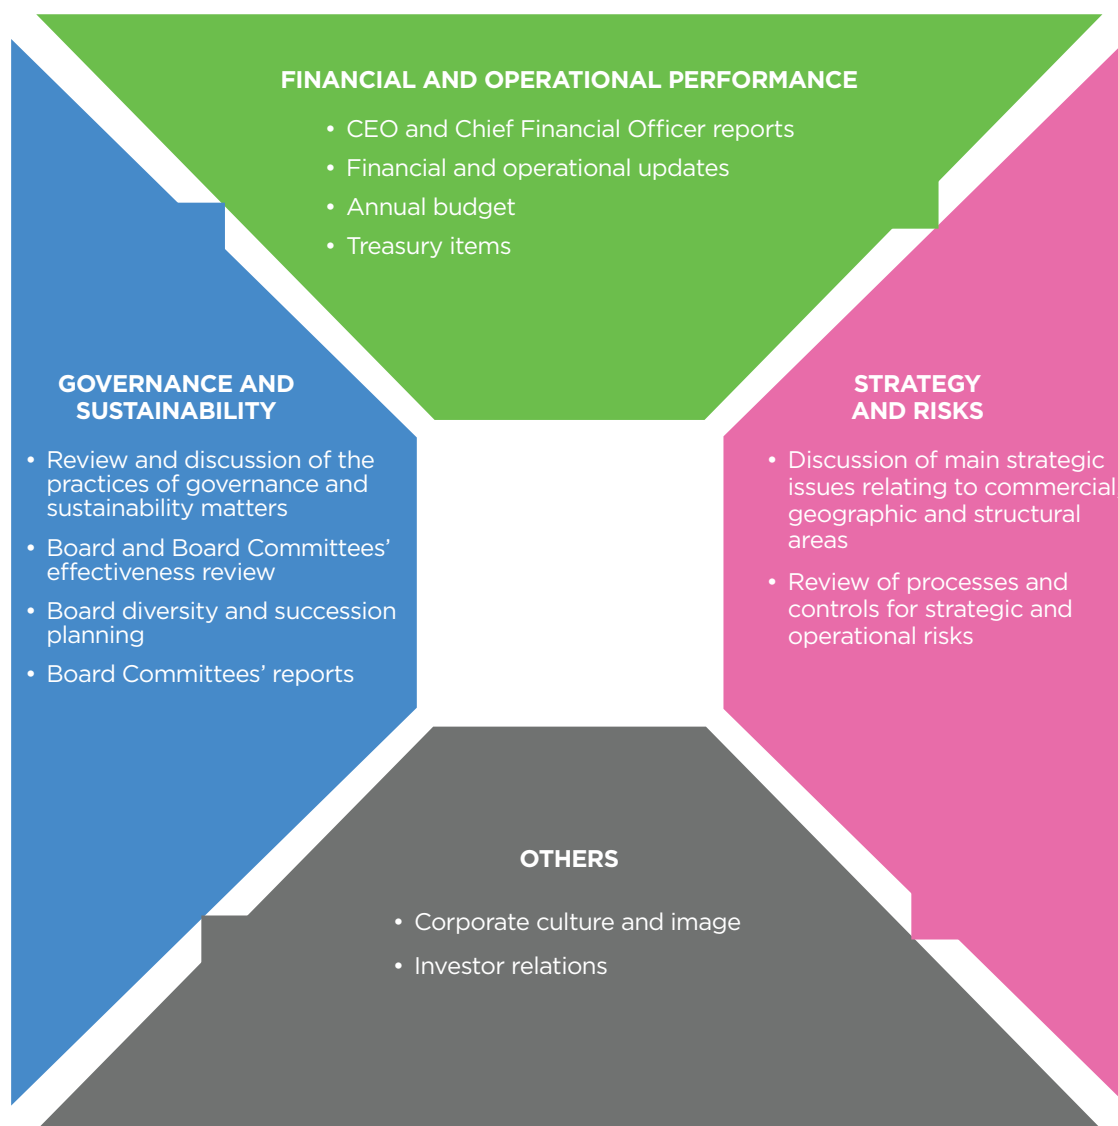 FINANCIAL AND OPERATIONAL PERFORMANCE
• CEO and Chief Financial Officer reports
• Financial and operational updates
• Annual budget
• Treasury items
GOVERNANCE AND
SUSTAINABILITY
• Review and discussion of the
practices of governance and
sustainability matters
• Board and Board Committees’
effectiveness review
• Board diversity and succession
planning
• Board Committees’ reports
STRATEGY
AND RISKS
• Discussion of main strategic
issues relating to commercial
geographic and structural
areas
• Review of processes and
controls for strategic and
operational risks
OTHERS
• Corporate culture and image
• Investor relations